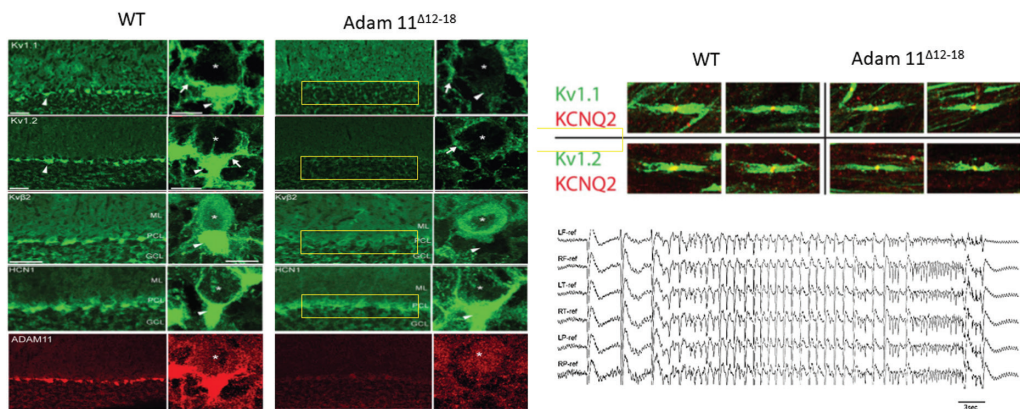 WT
Adam 11Δ12-18
Kv1.1
Kv1.2
Kvβ2
ML
PCL
GCL
ML
PCL
GCL
HCN1
ML
PCL
GCL
HCN1
ML
PCL
GCL
ADAM11
WT
Adam 11Δ12-18
Kv1.1
KCNQ2
Kv1.2
KCNQ2
LF-ref
RF-ref
LT-ref
RT-ref
LP-ref
RP-ref
3sec